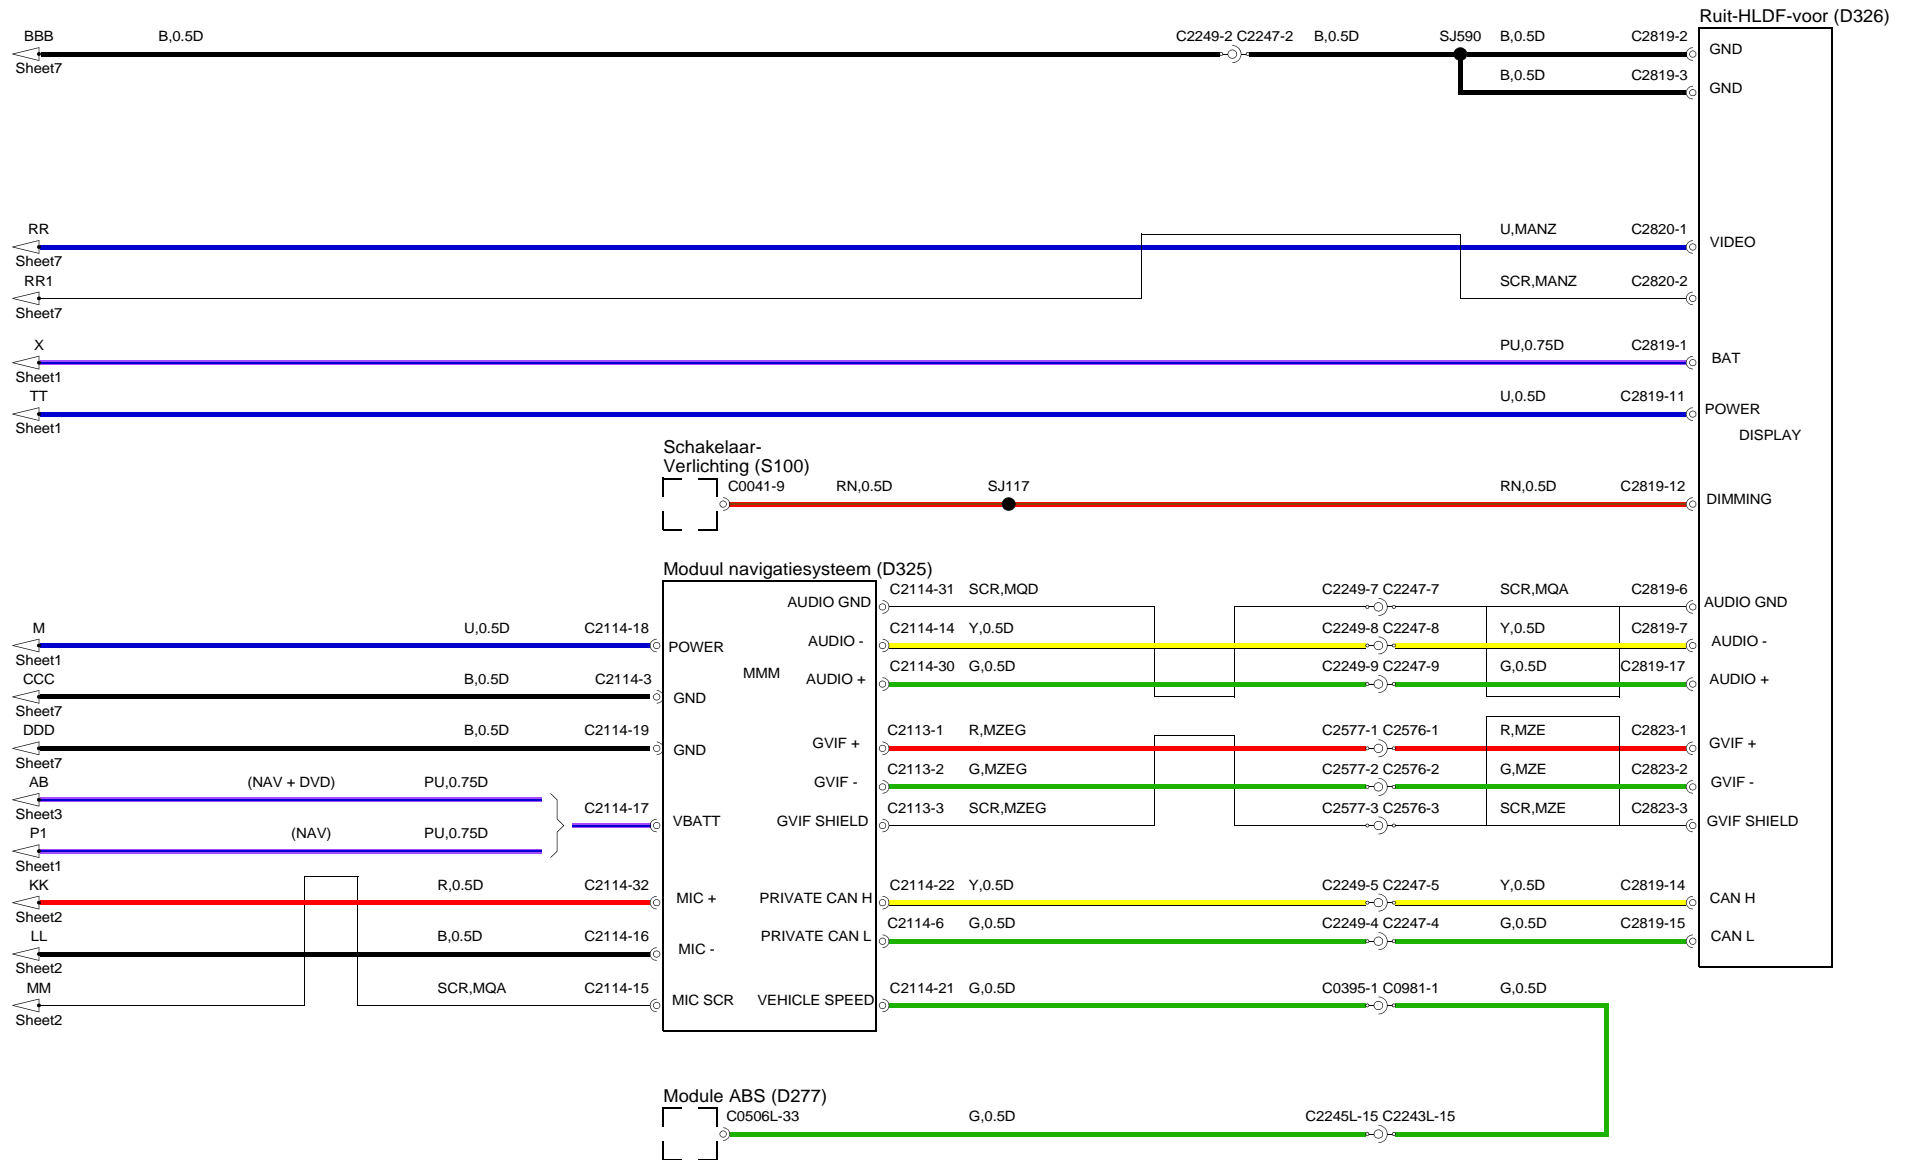 Ruit-HLDF-voor (D326)
BBB B,0.5D C2249-2 C2247-2 B,0.5D SJ590 B,0.5D C2819-2
GND
Sheet7
B,0.5D C2819-3
GND
RR U,MANZ C2820-1
VIDEO
Sheet7
RR1 SCR,MANZ C2820-2
Sheet7
X PU,0.75D C2819-1
BAT
Sheet1
TT U,0.5D C2819-11
POWER
Sheet1
DISPLAY
Schakelaar-
Verlichting (S100)
C0041-9 RN,0.5D SJ117 RN,0.5D C2819-12
DIMMING
Moduul navigatiesysteem (D325)
C2114-31 SCR,MQD C2249-7 C2247-7 SCR,MQA C2819-6
AUDIO GND AUDIO GND
M U,0.5D C2114-18 C2114-14 Y,0.5D C2249-8 C2247-8 Y,0.5D C2819-7
POWER AUDIO - AUDIO -
Sheet1
C2114-30 G,0.5D C2249-9 C2247-9 G,0.5D C2819-17
MMM AUDIO + AUDIO +
CCC B,0.5D C2114-3
GND
Sheet7
DDD B,0.5D C2114-19 C2113-1 R,MZEG C2577-1 C2576-1 R,MZE C2823-1
GND GVIF + GVIF +
Sheet7
AB (NAV + DVD) PU,0.75D C2113-2 G,MZEG C2577-2 C2576-2 G,MZE C2823-2
GVIF - GVIF -
Sheet3
C2114-17 C2113-3 SCR,MZEG C2577-3 C2576-3 SCR,MZE C2823-3
VBATT GVIF SHIELD GVIF SHIELD
P1 (NAV) PU,0.75D
Sheet1
KK R,0.5D C2114-32 C2114-22 Y,0.5D C2249-5 C2247-5 Y,0.5D C2819-14
MIC + PRIVATE CAN H CAN H
Sheet2
C2114-6 G,0.5D C2249-4 C2247-4 G,0.5D C2819-15
PRIVATE CAN L CAN L
LL B,0.5D C2114-16
MIC -
Sheet2
MM SCR,MQA C2114-15 C2114-21 G,0.5D C0395-1 C0981-1 G,0.5D
MIC SCR VEHICLE SPEED
Sheet2
Module ABS (D277)
C0506L-33 G,0.5D C2245L-15 C2243L-15